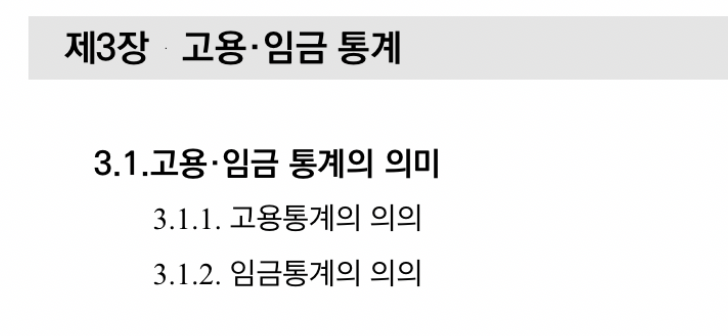 제3장 · 고용·임금 통계
3.1.고용·임금 통계의 의미
3.1.1. 고용통계의 의의
3.1.2. 임금통계의 의의